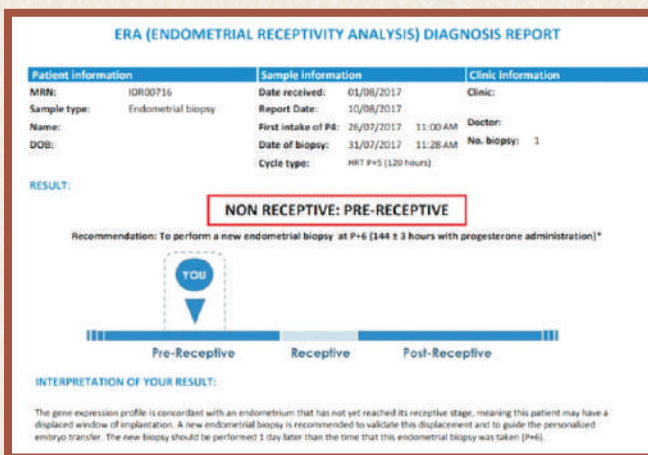 ERA (ENDOMETRIAL RECEPTIVITY ANALYSIS) DIAGNOSIS REPORT
Patient information Sample information Clinic information
MRN: IOR00716 Date received: 01/08/2017 Clinic:
Sample type: Endometrial biopsy Report Date: 10/08/2017
Name: First intake of P4: 26/07/2017 11:00 AM Doctor:
DOB: Date of biopsy: 31/07/2017 11:28 AM No. biopsy: 1
Cycle type: HRT P+5 (120 hours)
RESULT:
NON RECEPTIVE: PRE-RECEPTIVE
Recommendation: To perform a new endometrial biopsy at P+6 (144 ± 3 hours with progesterone administration)*
YOU
Pre-Receptive Receptive Post-Receptive
INTERPRETATION OF YOUR RESULT:
The gene expression profile is concordant with an endometrium that has not yet reached its receptive stage, meaning this patient may have a
displaced window of implantation. A new endometrial biopsy is recommended to validate this displacement and to guide the personalized
embryo transfer. The new biopsy should be performed 1 day later than the time that this endometrial biopsy was taken (P+6).